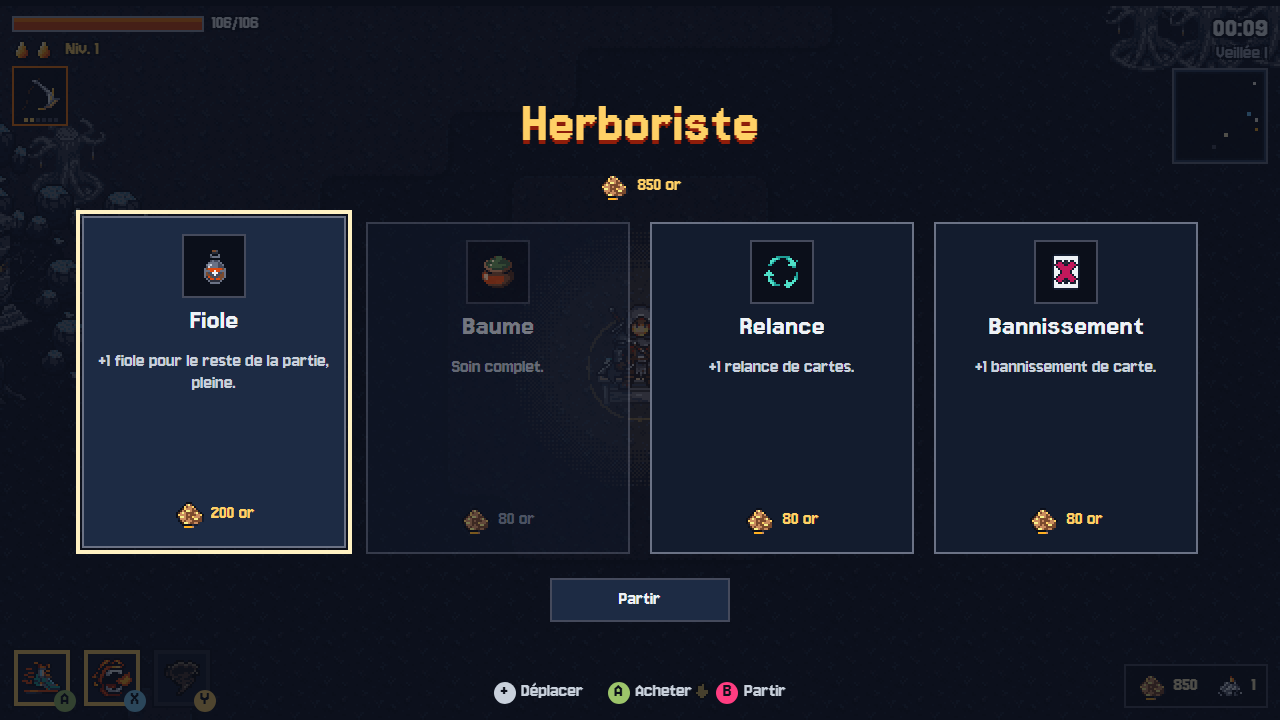 106/106
Niv. 1
00:09
Veillée I
Herboriste
850 or
Fiole
+1 fiole pour le reste de la partie,
pleine.
200 or
Baume
Soin complet.
80 or
Relance
+1 relance de cartes.
80 or
Bannissement
+1 bannissement de carte.
80 or
Partir
A
X
Y
+ Déplacer
A Acheter
B Partir
850
1